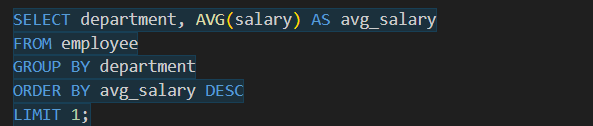 SELECT department, AVG(salary) AS avg_salary
FROM employee
GROUP BY department
ORDER BY avg_salary DESC
LIMIT 1;